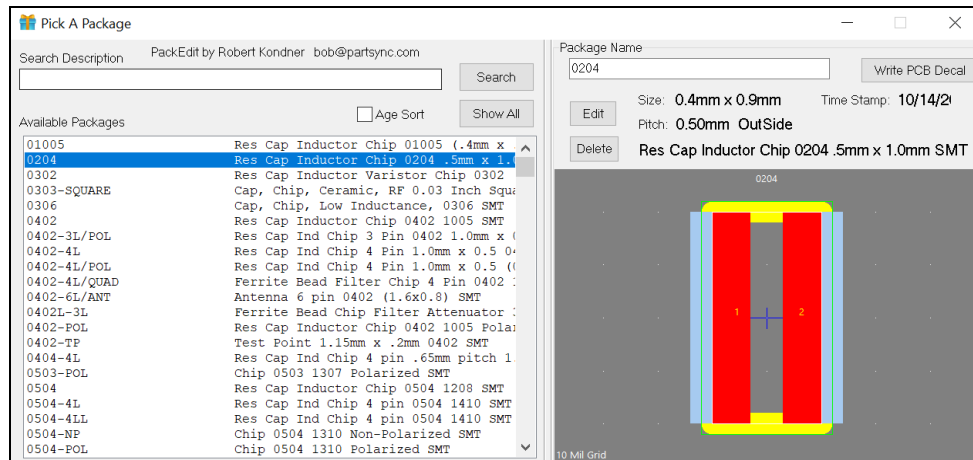 Pick A Package
Search Description PackEdit by Robert Kondner bob@partsync.com
Search
Age Sort Show All
Available Packages
01005 Res Cap Inductor Chip 01005 (.4mm x
0204 Res Cap Inductor Chip 0204 .5mm x 1.0
0302 Res Cap Inductor Varistor Chip 0302
0303-SQUARE Cap, Chip, Ceramic, RF 0.03 Inch Squa
0306 Cap, Chip, Low Inductance, 0306 SMT
0402 Res Cap Inductor Chip 0402 1005 SMT
0402-3L/POL Res Cap Ind Chip 3 Pin 0402 1.0mm x
0402-4L Res Cap Ind Chip 4 Pin 1.0mm x 0.5
0402-4L/POL Res Cap Ind Chip 4 Pin 1.0mm x 0.5 (
0402-4L/QUAD Ferrite Bead Filter Chip 4 Pin 0402
0402-6L/ANT Antenna 6 pin 0402 (1.6x0.8) SMT
0402L-3L Ferrite Bead Chip Filter Attenuator
0402-POL Res Cap Inductor Chip 0402 1005 Polar
0402-TP Test Point 1.15mm x .2mm 0402 SMT
0404-4L Res Cap Ind Chip 4 pin .65mm pitch 1.
0503-POL Chip 0503 1307 Polarized SMT
0504 Res Cap Inductor Chip 0504 1208 SMT
0504-4L Res Cap Ind Chip 4 pin 0504 1410 SMT
0504-4LL Res Cap Ind Chip 4 pin 0504 1410 SMT
0504-NP Chip 0504 1310 Non-Polarized SMT
0504-POL Chip 0504 1310 Polarized SMT
Package Name
0204 Write PCB Decal
Edit Size: 0.4mm x 0.9mm Time Stamp: 10/14/2
Pitch: 0.50mm OutSide
Delete Res Cap Inductor Chip 0204 .5mm x 1.0mm SMT
0204
1 2
10 Mil Grid